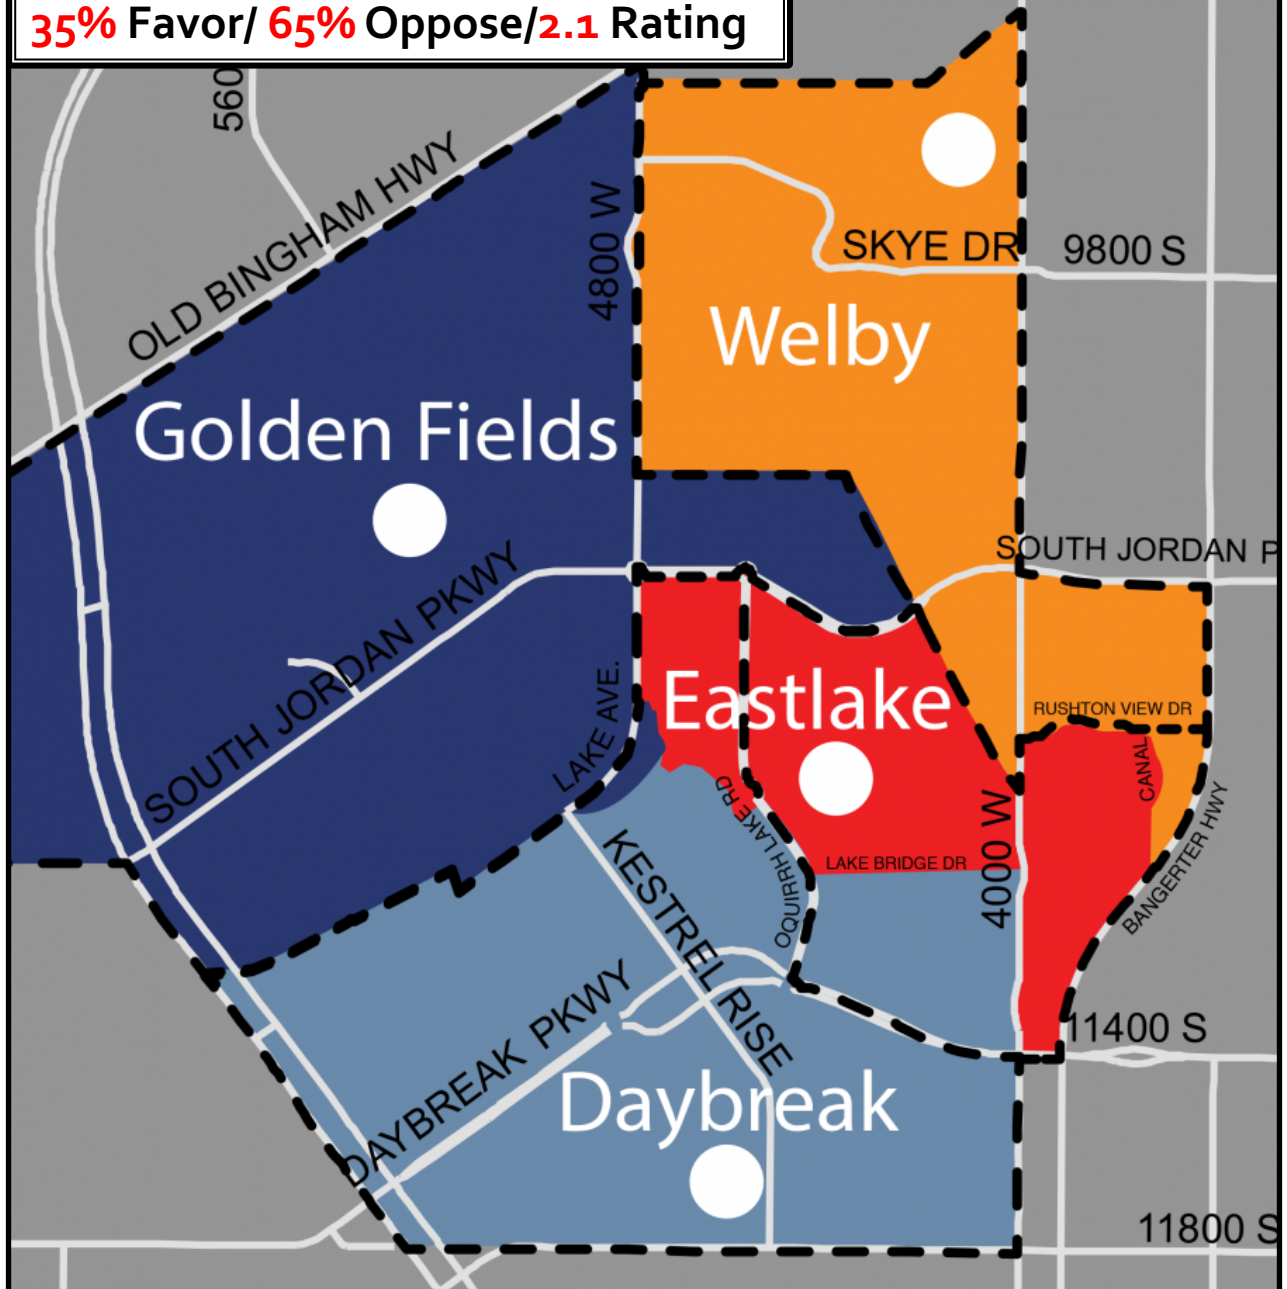 35% Favor/ 65% Oppose/2.1 Rating
560
OLD BINGHAM HWY
4800 W
SKYE DR
9800 S
Welby
Golden Fields
SOUTH JORDAN P
SOUTH JORDAN PKWY
LAKE AVE.
Eastlake
RUSHTON VIEW DR
CANAL
OQUIRRH LAKE RD
LAKE BRIDGE DR
4000 W
BANGERTER HWY
KESTREL RISE
DAYBREAK PKWY
11400 S
Daybreak
11800 S